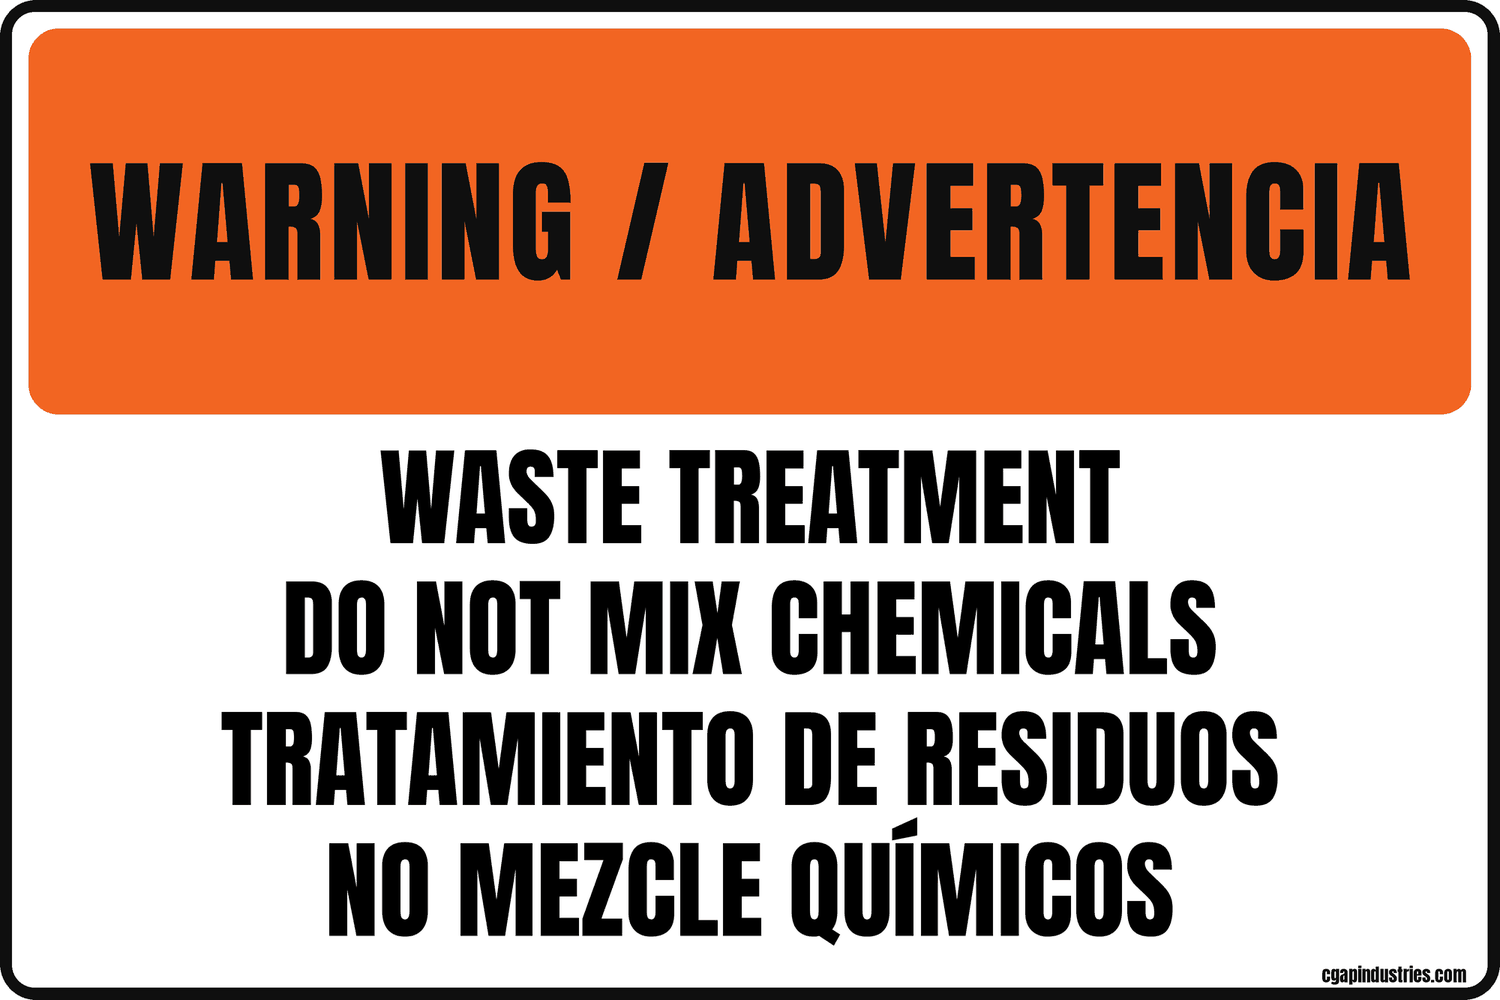 WARNING / ADVERTENCIA
WASTE TREATMENT
DO NOT MIX CHEMICALS
TRATAMIENTO DE RESIDUOS
NO MEZCLE QUÍMICOS
cgapindustries.com